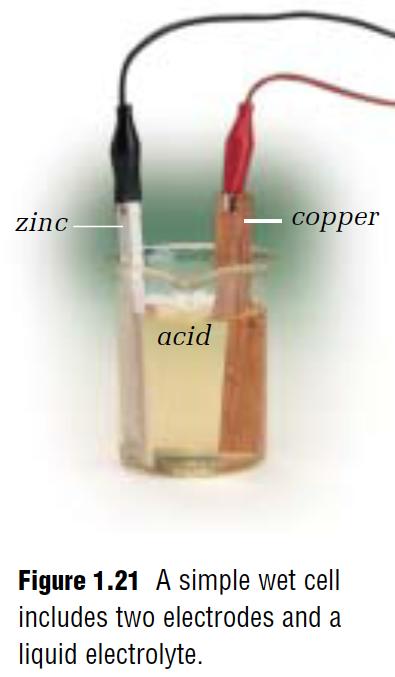 zinc
copper
acid
Figure 1.21 A simple wet cell
includes two electrodes and a
liquid electrolyte.